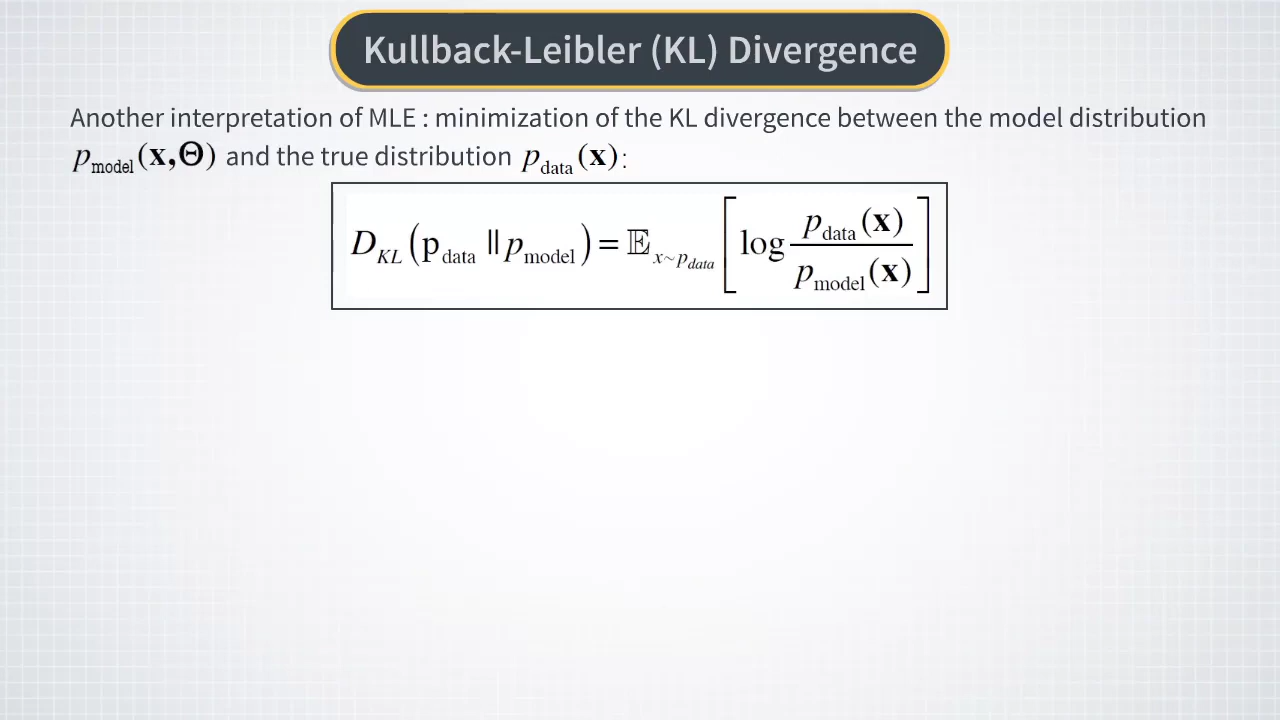 Kullback-Leibler (KL) Divergence
Another interpretation of MLE : minimization of the KL divergence between the model distribution
p_model(x,Θ) and the true distribution p_data(x) :
D_KL(p_data || p_model) = 𝔼_x~p_data [ log p_data(x) / p_model(x) ]